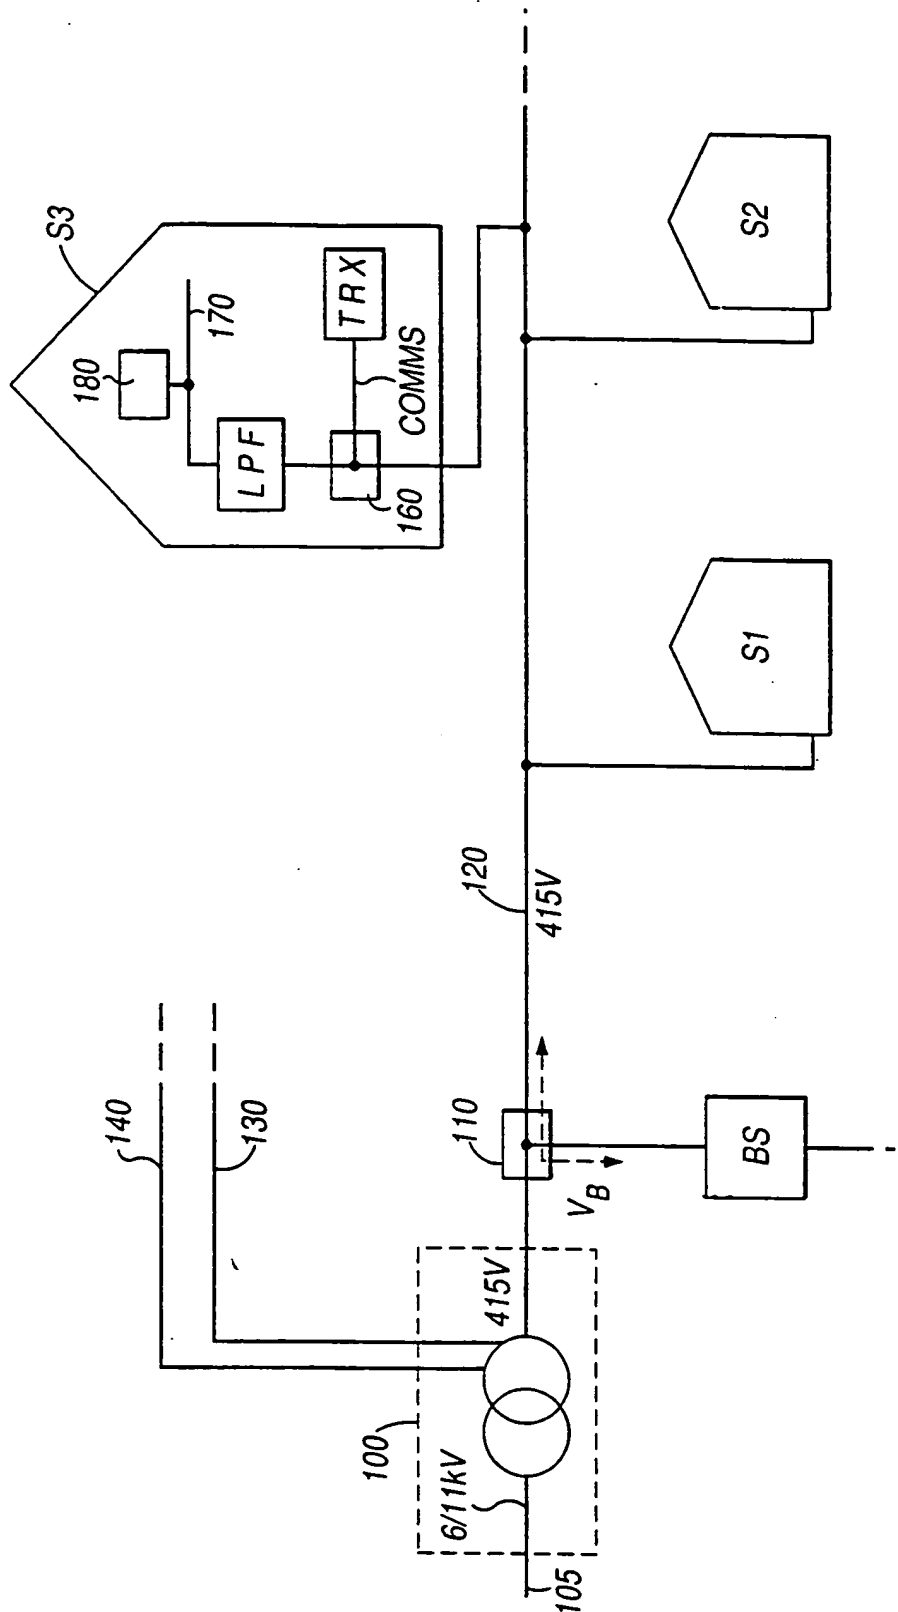 S3
180
170
LPF
TRX
COMMS
160
S2
S1
120
415V
140
130
110
V_B
BS
100
415V
6/11kV
105